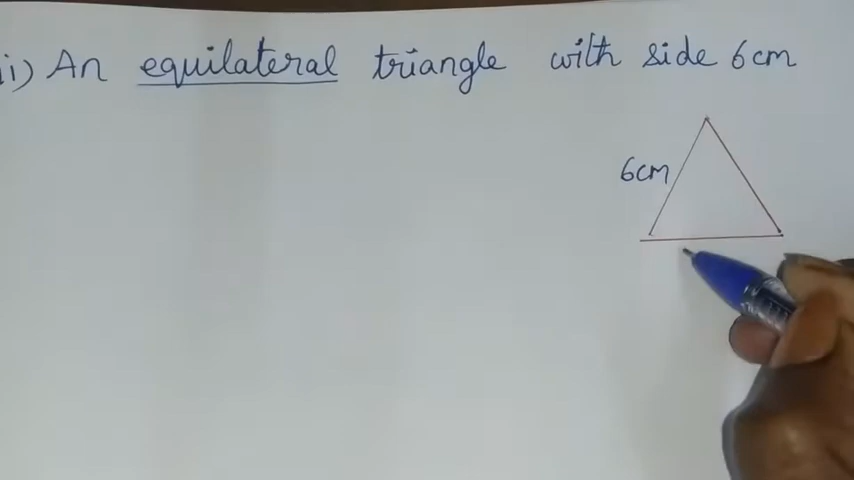 ii) An equilateral triangle with side 6cm
6cm